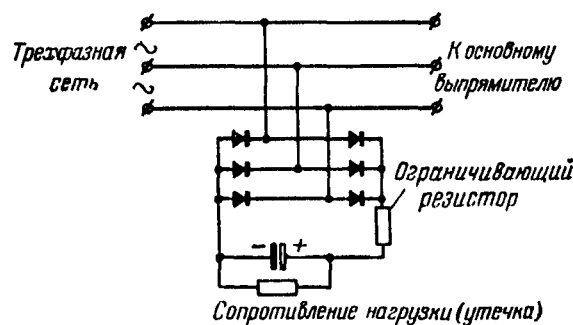 Трехфазная
сеть
К основному
выпрямителю
Ограничивающий
резистор
- +
Сопротивление нагрузки (утечка)